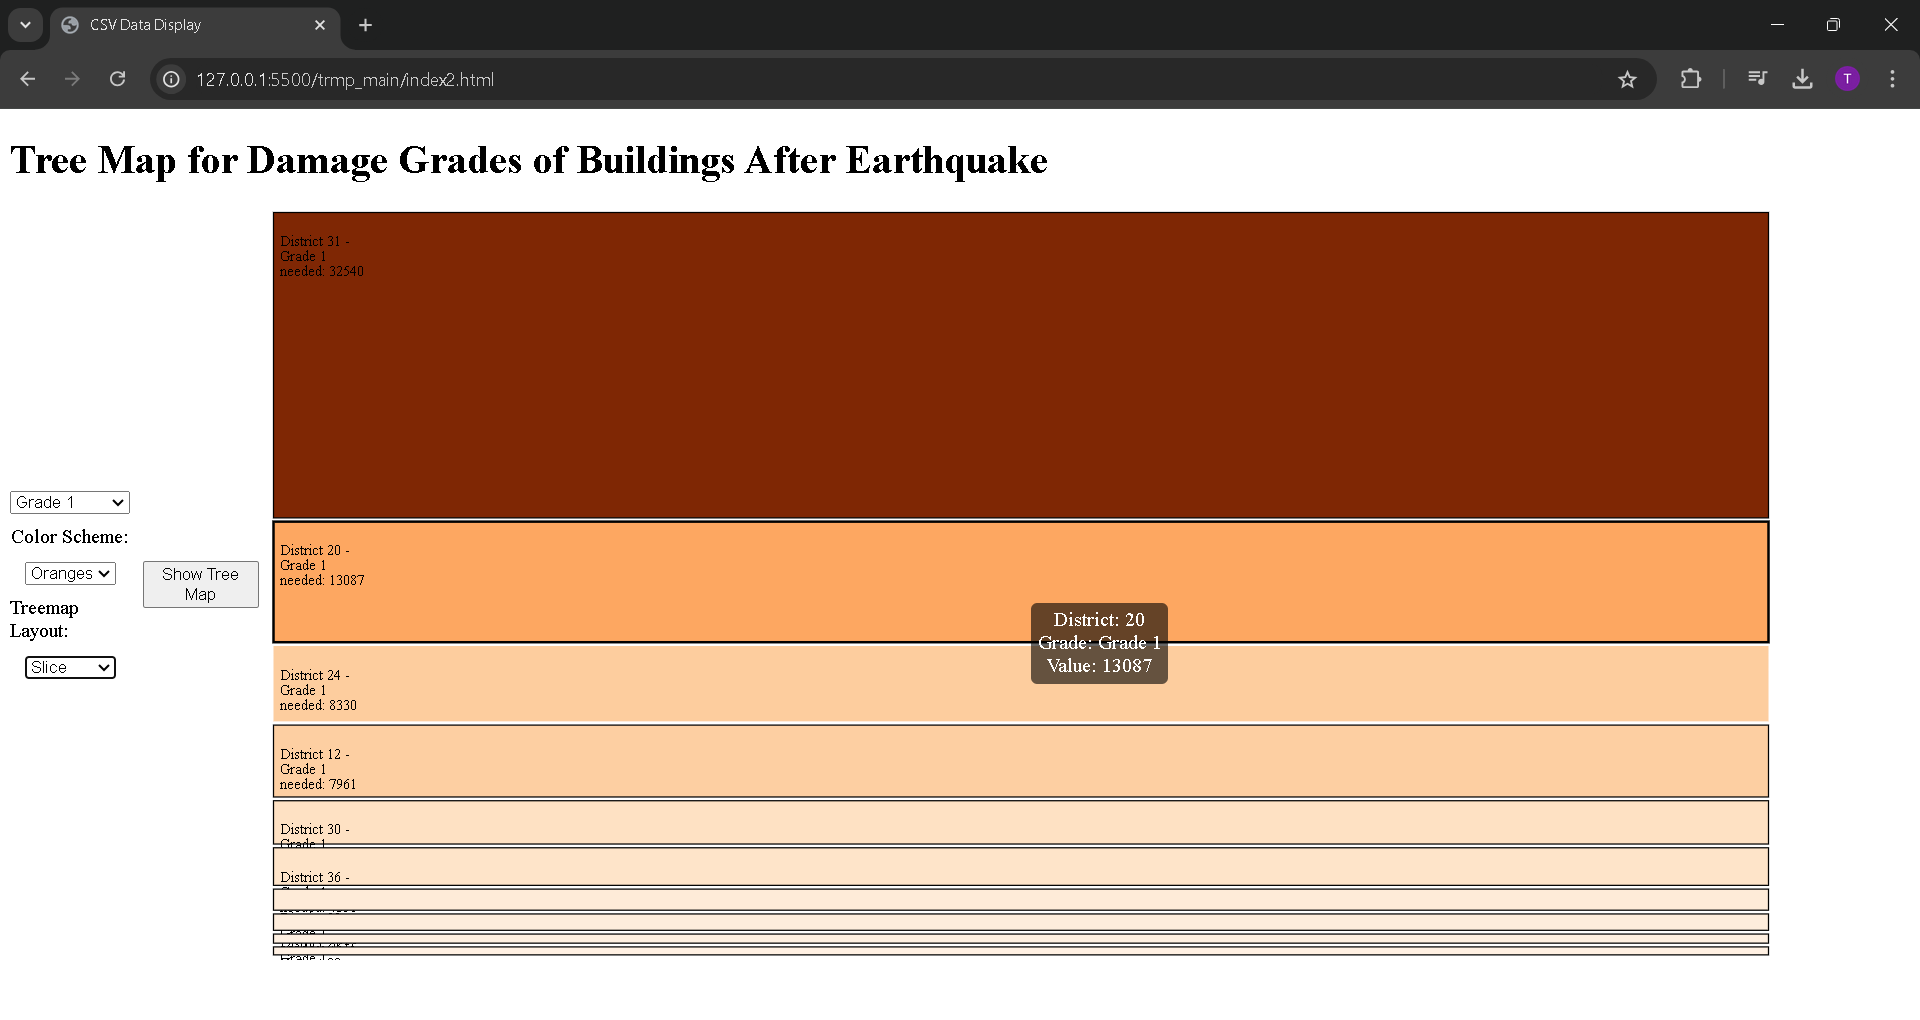 CSV Data Display
127.0.0.1:5500/trmp_main/index2.html
T
Tree Map for Damage Grades of Buildings After Earthquake
Grade 1
Color Scheme:
Oranges
Treemap
Layout:
Slice
Show Tree
Map
District 31 -
Grade 1
needed: 32540
District 20 -
Grade 1
needed: 13087
District: 20
Grade: Grade 1
Value: 13087
District 24 -
Grade 1
needed: 8330
District 12 -
Grade 1
needed: 7961
District 30 -
Grade 1
District 36 -